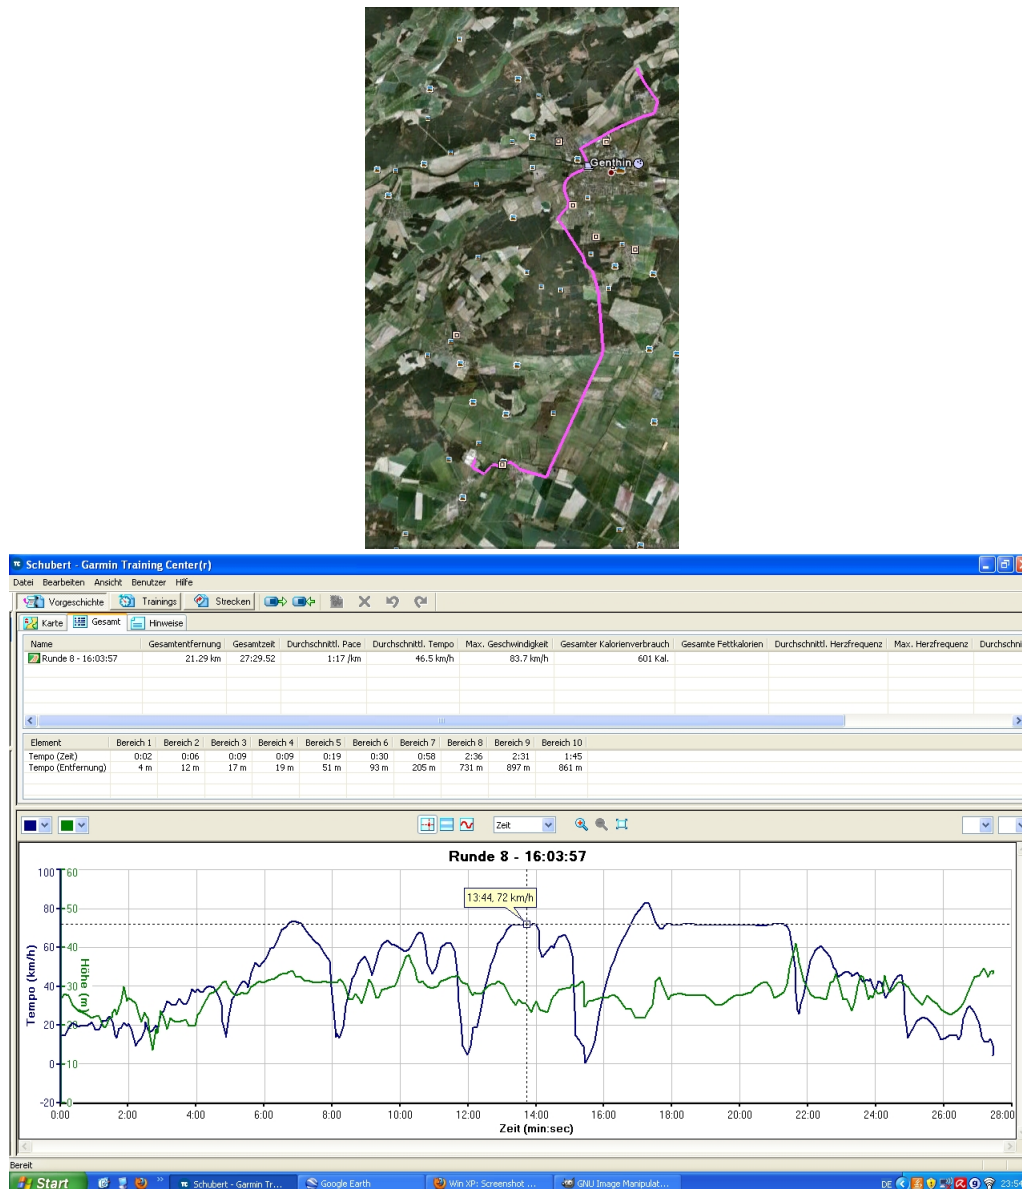 Genthin
Schubert - Garmin Training Center(r)
Datei Bearbeiten Ansicht Benutzer Hilfe
Vorgeschichte Trainings Strecken
Karte Gesamt Hinweise
Name Gesamtentfernung Gesamtzeit Durchschnittl. Pace Durchschnittl. Tempo Max. Geschwindigkeit Gesamter Kalorienverbrauch Gesamte Fettkalorien Durchschnittl. Herzfrequenz Max. Herzfrequenz Durchschni
Runde 8 - 16:03:57 21.29 km 27:29.52 1:17 /km 46.5 km/h 83.7 km/h 601 Kal.
Element Bereich 1 Bereich 2 Bereich 3 Bereich 4 Bereich 5 Bereich 6 Bereich 7 Bereich 8 Bereich 9 Bereich 10
Tempo (Zeit) 0:02 0:06 0:09 0:09 0:19 0:30 0:58 2:36 2:31 1:45
Tempo (Entfernung) 4 m 12 m 17 m 19 m 51 m 93 m 205 m 731 m 897 m 861 m
Zeit
Runde 8 - 16:03:57
100 60
80 50
13:44, 72 km/h
60 40
40 30
20 20
0 10
-20 0
Tempo (km/h)
Höhe (m)
0:00 2:00 4:00 6:00 8:00 10:00 12:00 14:00 16:00 18:00 20:00 22:00 24:00 26:00 28:00
Zeit (min:sec)
Bereit
Start Schubert - Garmin Tr... Google Earth Win XP: Screenshot ... GNU Image Manipulat... DE 23:54